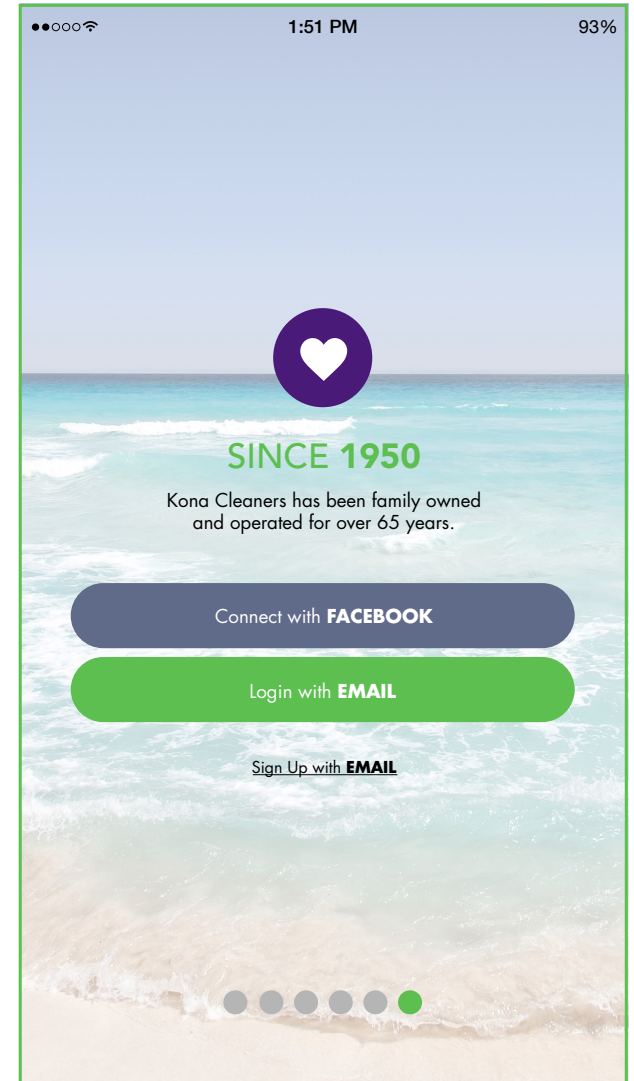 1:51 PM
93%
SINCE 1950
Kona Cleaners has been family owned
and operated for over 65 years.
Connect with FACEBOOK
Login with EMAIL
Sign Up with EMAIL